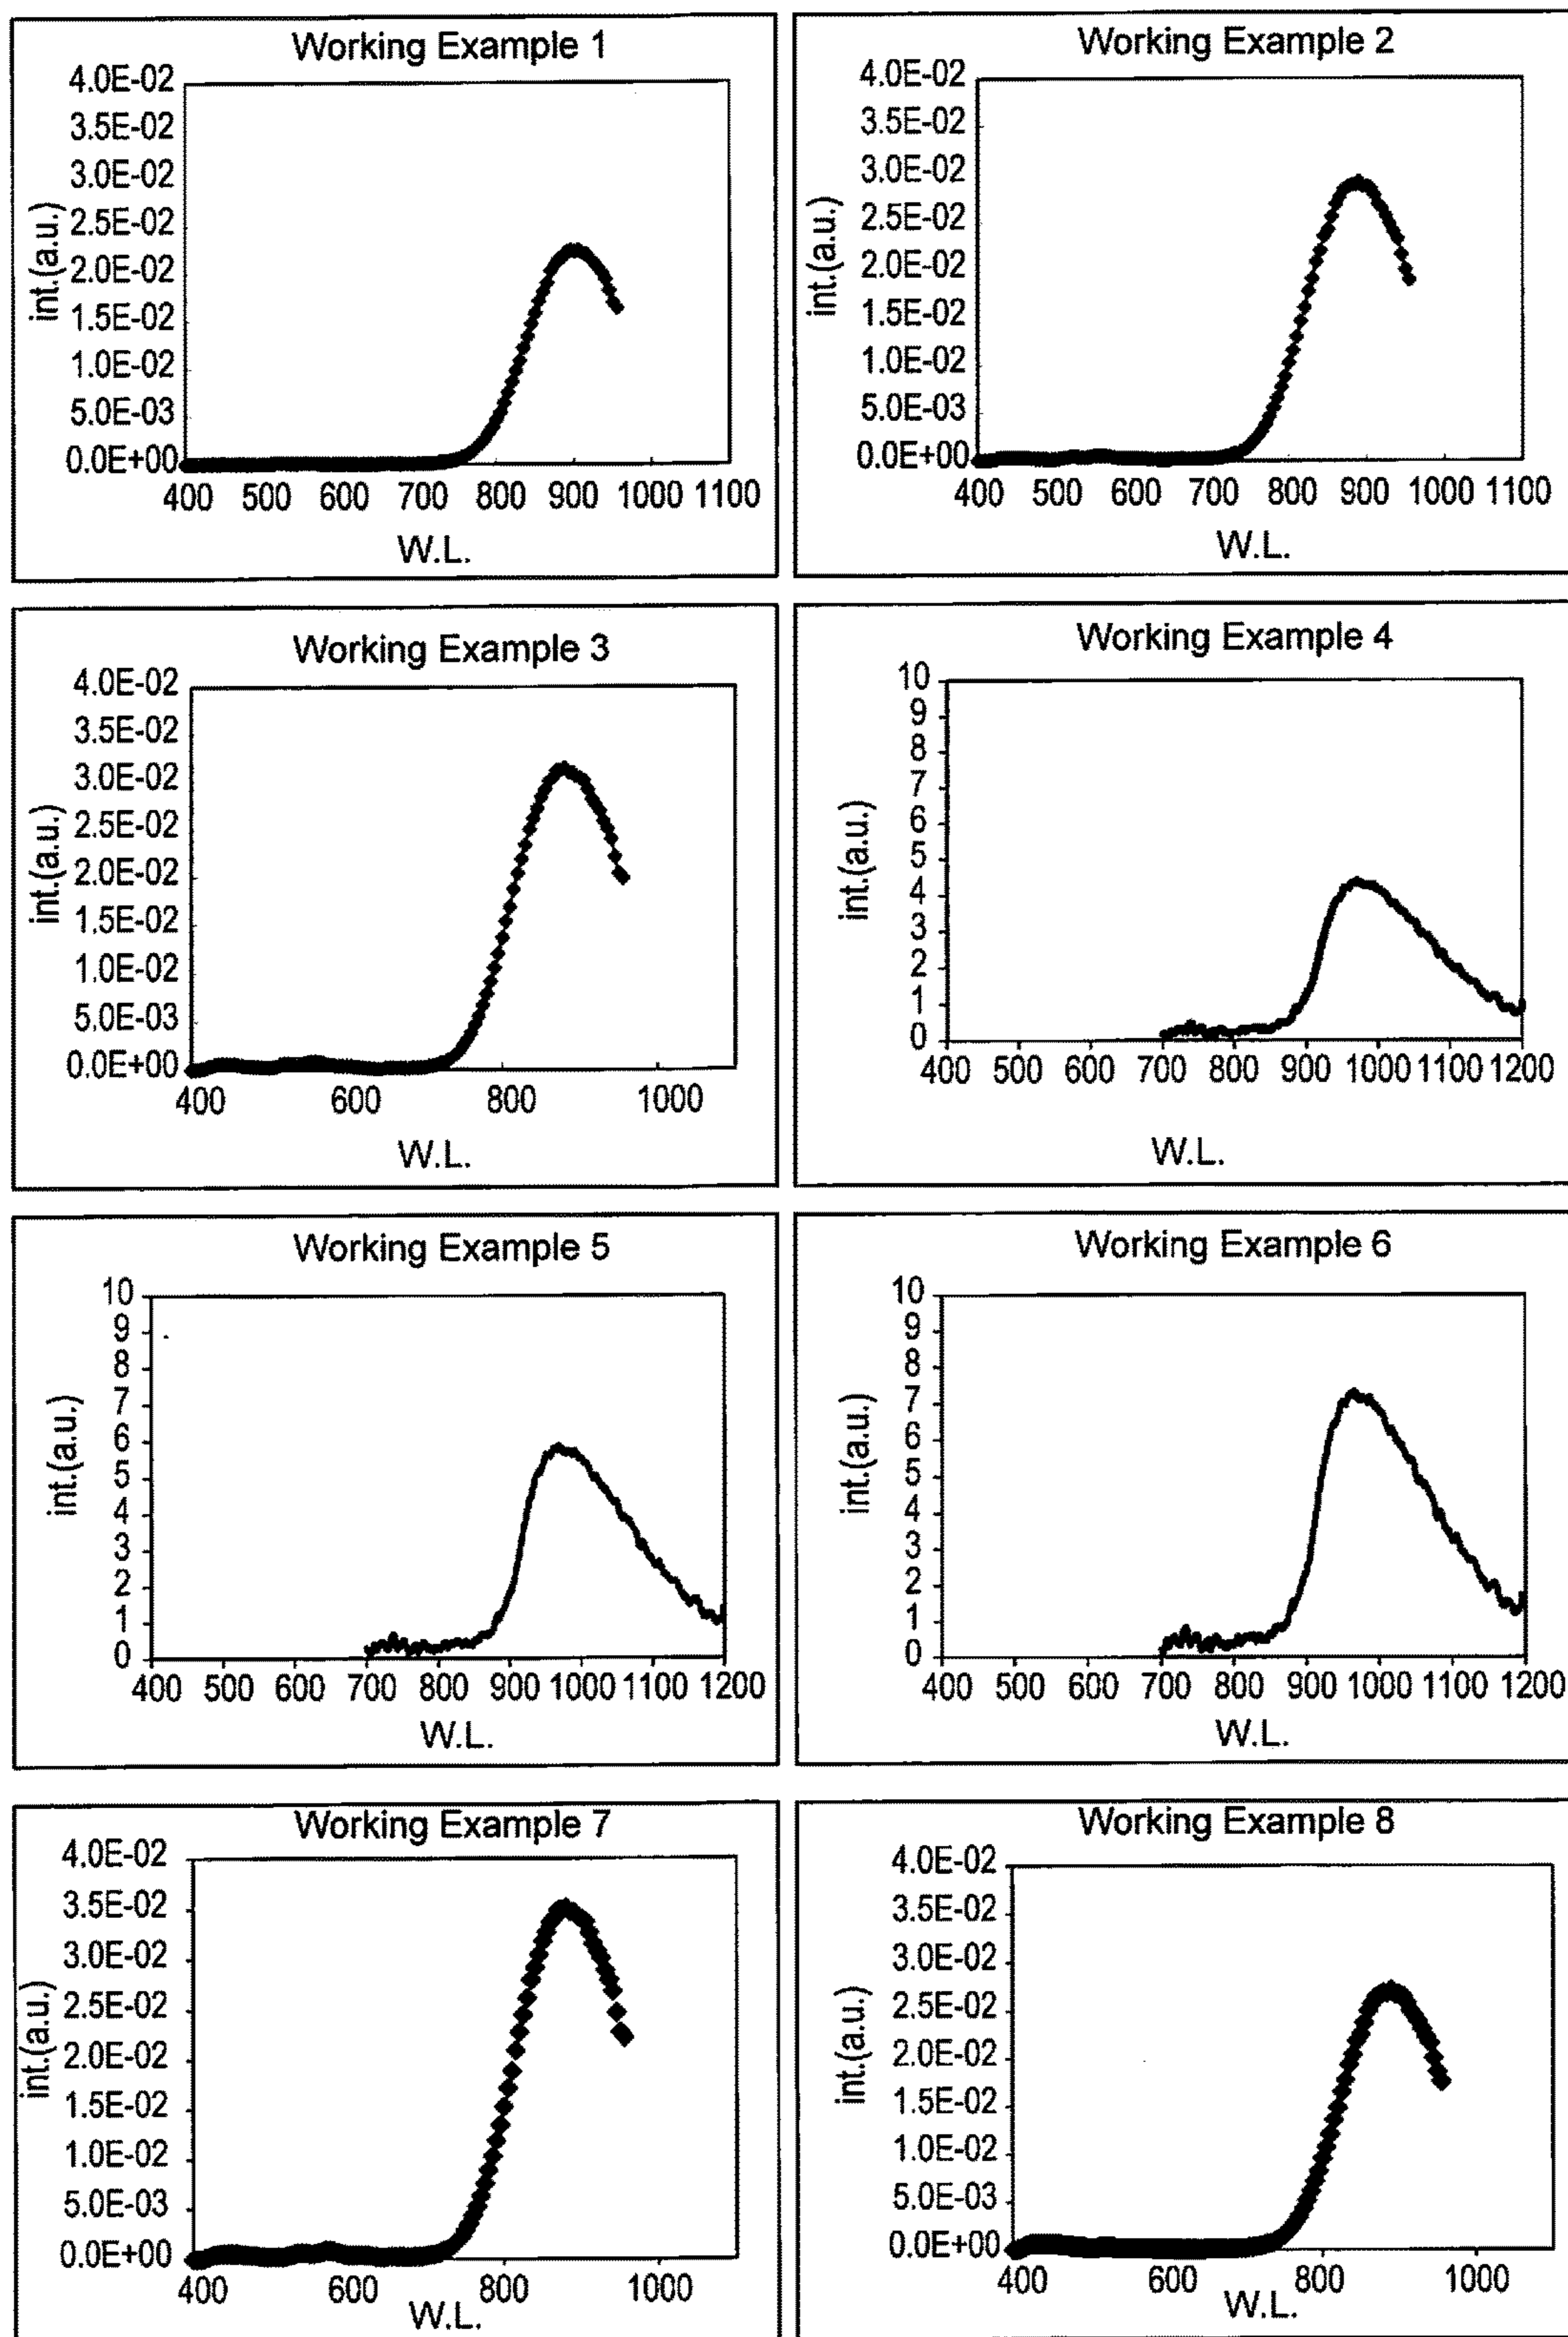 Working Example 1
4.0E-02
3.5E-02
3.0E-02
2.5E-02
2.0E-02
1.5E-02
1.0E-02
5.0E-03
0.0E+00
int.(a.u.)
400 500 600 700 800 900 1000 1100
W.L.
Working Example 2
4.0E-02
3.5E-02
3.0E-02
2.5E-02
2.0E-02
1.5E-02
1.0E-02
5.0E-03
0.0E+00
int.(a.u.)
400 500 600 700 800 900 1000 1100
W.L.
Working Example 3
4.0E-02
3.5E-02
3.0E-02
2.5E-02
2.0E-02
1.5E-02
1.0E-02
5.0E-03
0.0E+00
int.(a.u.)
400 600 800 1000
W.L.
Working Example 4
10
9
8
7
6
5
4
3
2
1
0
int.(a.u.)
400 500 600 700 800 900 1000 1100 1200
W.L.
Working Example 5
10
9
8
7
6
5
4
3
2
1
0
int.(a.u.)
400 500 600 700 800 900 1000 1100 1200
W.L.
Working Example 6
10
9
8
7
6
5
4
3
2
1
0
int.(a.u.)
400 500 600 700 800 900 1000 1100 1200
W.L.
Working Example 7
4.0E-02
3.5E-02
3.0E-02
2.5E-02
2.0E-02
1.5E-02
1.0E-02
5.0E-03
0.0E+00
int.(a.u.)
400 600 800 1000
W.L.
Working Example 8
4.0E-02
3.5E-02
3.0E-02
2.5E-02
2.0E-02
1.5E-02
1.0E-02
5.0E-03
0.0E+00
int.(a.u.)
400 600 800 1000
W.L.